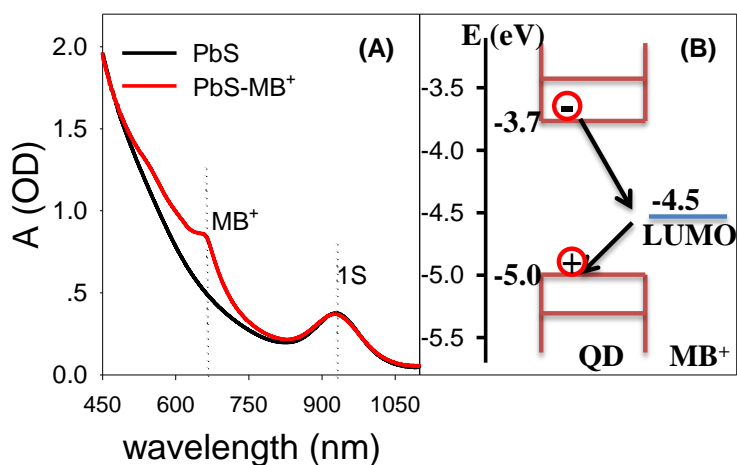 PbS
PbS-MB⁺
(A)
MB⁺
1S
2.0
1.5
1.0
.5
0.0
A (OD)
450 600 750 900 1050
wavelength (nm)
E (eV)
(B)
-3.5
-3.7
-4.0
-4.5
-5.0
-5.5
-
-4.5
LUMO
+
-5.0
QD
MB⁺